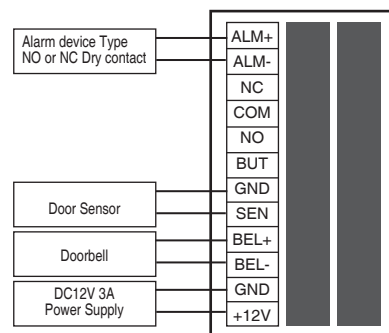 Alarm device Type
NO or NC Dry contact
Door Sensor
Doorbell
DC12V 3A
Power Supply
ALM+
ALM-
NC
COM
NO
BUT
GND
SEN
BEL+
BEL-
GND
+12V